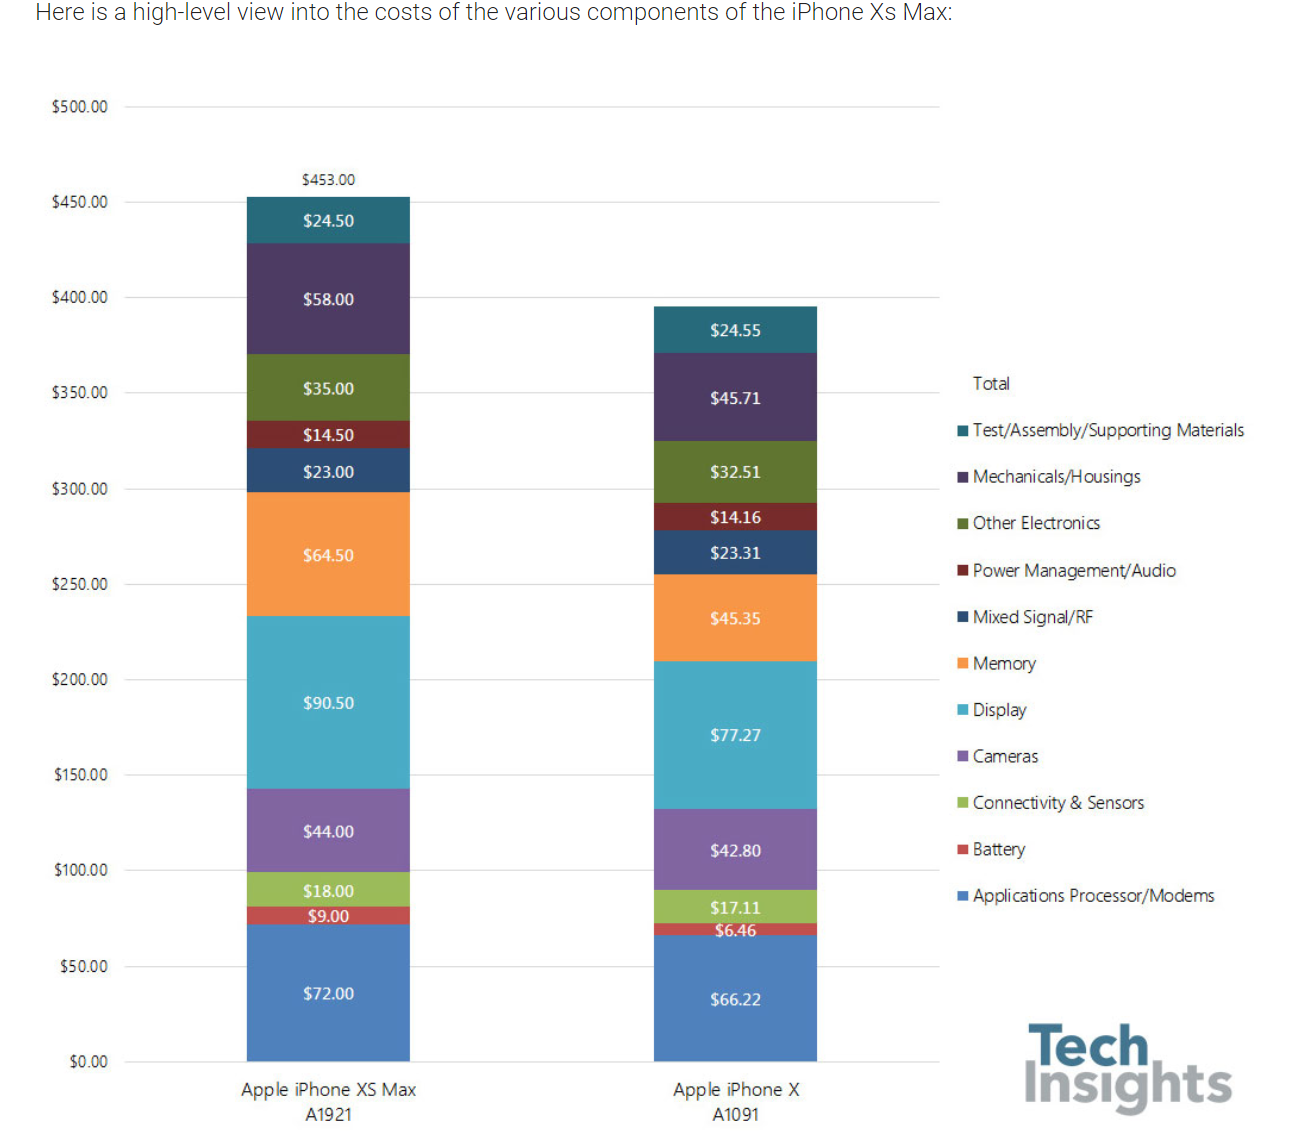 Here is a high-level view into the costs of the various components of the iPhone Xs Max:
$500.00
$450.00
$400.00
$350.00
$300.00
$250.00
$200.00
$150.00
$100.00
$50.00
$0.00
$453.00
$24.50
$58.00
$35.00
$14.50
$23.00
$64.50
$90.50
$44.00
$18.00
$9.00
$72.00
Apple iPhone XS Max
A1921
$24.55
$45.71
$32.51
$14.16
$23.31
$45.35
$77.27
$42.80
$17.11
$6.46
$66.22
Apple iPhone X
A1091
Total
Test/Assembly/Supporting Materials
Mechanicals/Housings
Other Electronics
Power Management/Audio
Mixed Signal/RF
Memory
Display
Cameras
Connectivity & Sensors
Battery
Applications Processor/Modems
Tech
Insights